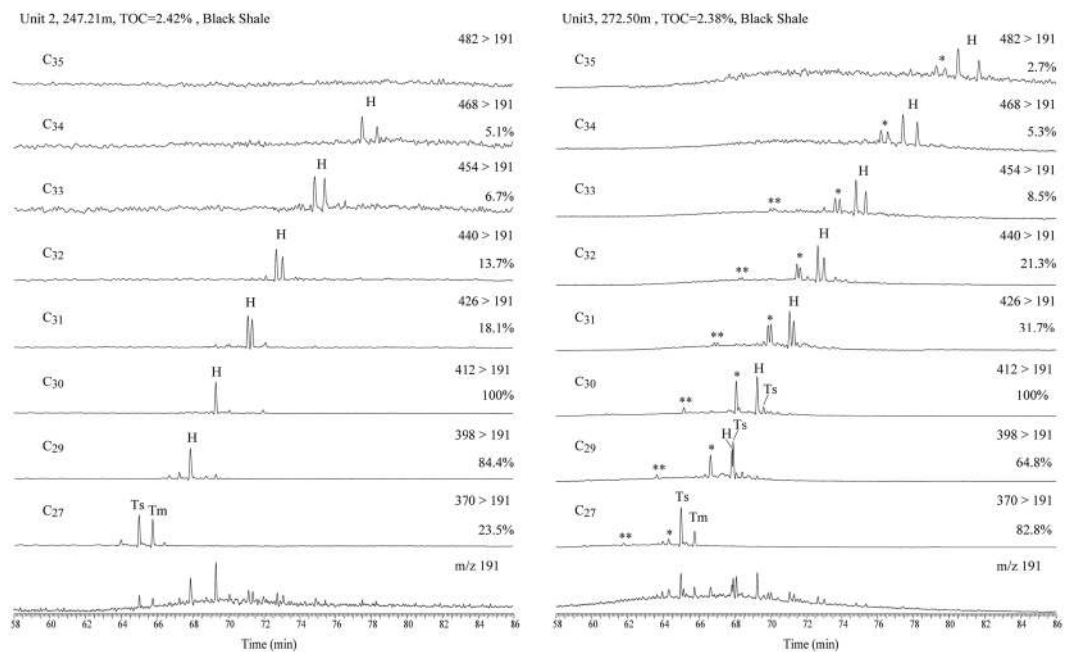 Unit 2, 247.21m, TOC=2.42% , Black Shale
482 > 191
C35
H
468 > 191
C34
5.1%
H
454 > 191
C33
6.7%
H
440 > 191
C32
13.7%
H
426 > 191
C31
18.1%
H
412 > 191
C30
100%
H
398 > 191
C29
84.4%
Ts Tm
370 > 191
C27
23.5%
m/z 191
58 60 62 64 66 68 70 72 74 76 78 80 82 84 86
Time (min)
Unit3, 272.50m , TOC=2.38%, Black Shale
H
482 > 191
C35
*
2.7%
H
468 > 191
C34
*
5.3%
H
454 > 191
C33
** *
8.5%
H
440 > 191
C32
** *
21.3%
H
426 > 191
C31
** *
31.7%
H
412 > 191
C30
** * Ts
100%
H Ts
398 > 191
C29
** *
64.8%
Ts
370 > 191
C27
Tm
** *
82.8%
m/z 191
58 60 62 64 66 68 70 72 74 76 78 80 82 84 86
Time (min)